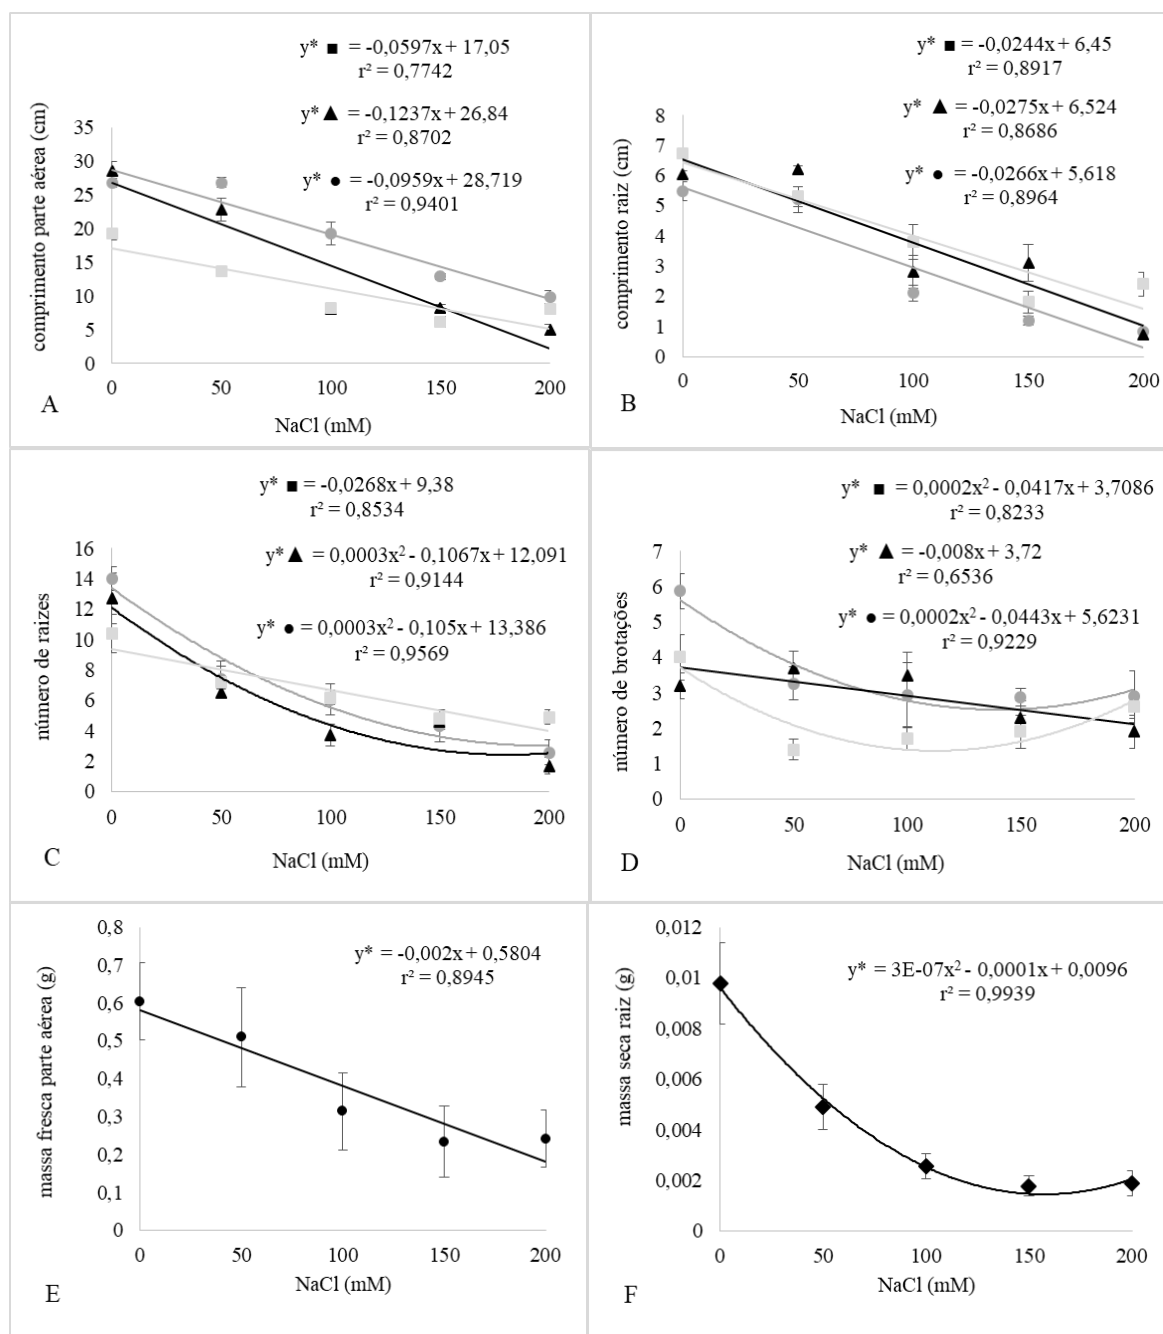 y* ■ = -0,0597x + 17,05
r² = 0,7742
y* ▲ = -0,1237x + 26,84
r² = 0,8702
y* ● = -0,0959x + 28,719
r² = 0,9401
comprimento parte aérea (cm)
35
30
25
20
15
10
5
0
0 50 100 150 200
NaCl (mM)
A
y* ■ = -0,0244x + 6,45
r² = 0,8917
y* ▲ = -0,0275x + 6,524
r² = 0,8686
y* ● = -0,0266x + 5,618
r² = 0,8964
comprimento raiz (cm)
8
7
6
5
4
3
2
1
0
0 50 100 150 200
NaCl (mM)
B
y* ■ = -0,0268x + 9,38
r² = 0,8534
y* ▲ = 0,0003x² - 0,1067x + 12,091
r² = 0,9144
y* ● = 0,0003x² - 0,105x + 13,386
r² = 0,9569
número de raizes
16
14
12
10
8
6
4
2
0
0 50 100 150 200
NaCl (mM)
C
y* ■ = 0,0002x² - 0,0417x + 3,7086
r² = 0,8233
y* ▲ = -0,008x + 3,72
r² = 0,6536
y* ● = 0,0002x² - 0,0443x + 5,6231
r² = 0,9229
número de brotações
7
6
5
4
3
2
1
0
0 50 100 150 200
NaCl (mM)
D
y* = -0,002x + 0,5804
r² = 0,8945
massa fresca parte aérea (g)
0,8
0,7
0,6
0,5
0,4
0,3
0,2
0,1
0
0 50 100 150 200
NaCl (mM)
E
y* = 3E-07x² - 0,0001x + 0,0096
r² = 0,9939
massa seca raiz (g)
0,012
0,01
0,008
0,006
0,004
0,002
0
0 50 100 150 200
NaCl (mM)
F